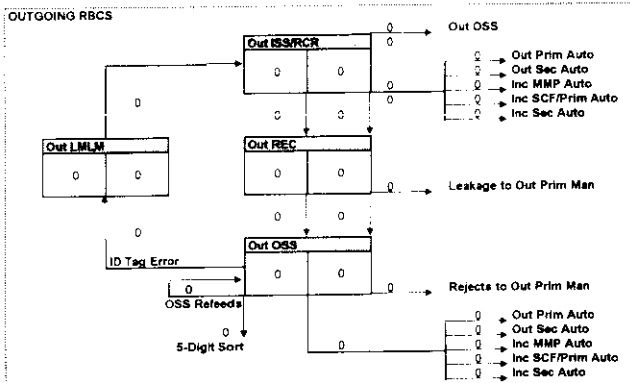 OUTGOING RBCS
0 Out OSS
Out ISS/RCR 0
0 Out Prim Auto
0 Out Sec Auto
0 0 0 0 Inc MMP Auto
0 0 Inc SCF/Prim Auto
0 Inc Sec Auto
0
0 0
Out LMLM Out REC
0 0 0 0 0 Leakage to Out Prim Man
0 0
0 Out OSS
ID Tag Error 0 0
0 0 Rejects to Out Prim Man
OSS Refeeds
0 0 Out Prim Auto
5-Digit Sort 0 0 Out Sec Auto
0 Inc MMP Auto
0 Inc SCF/Prim Auto
0 Inc Sec Auto